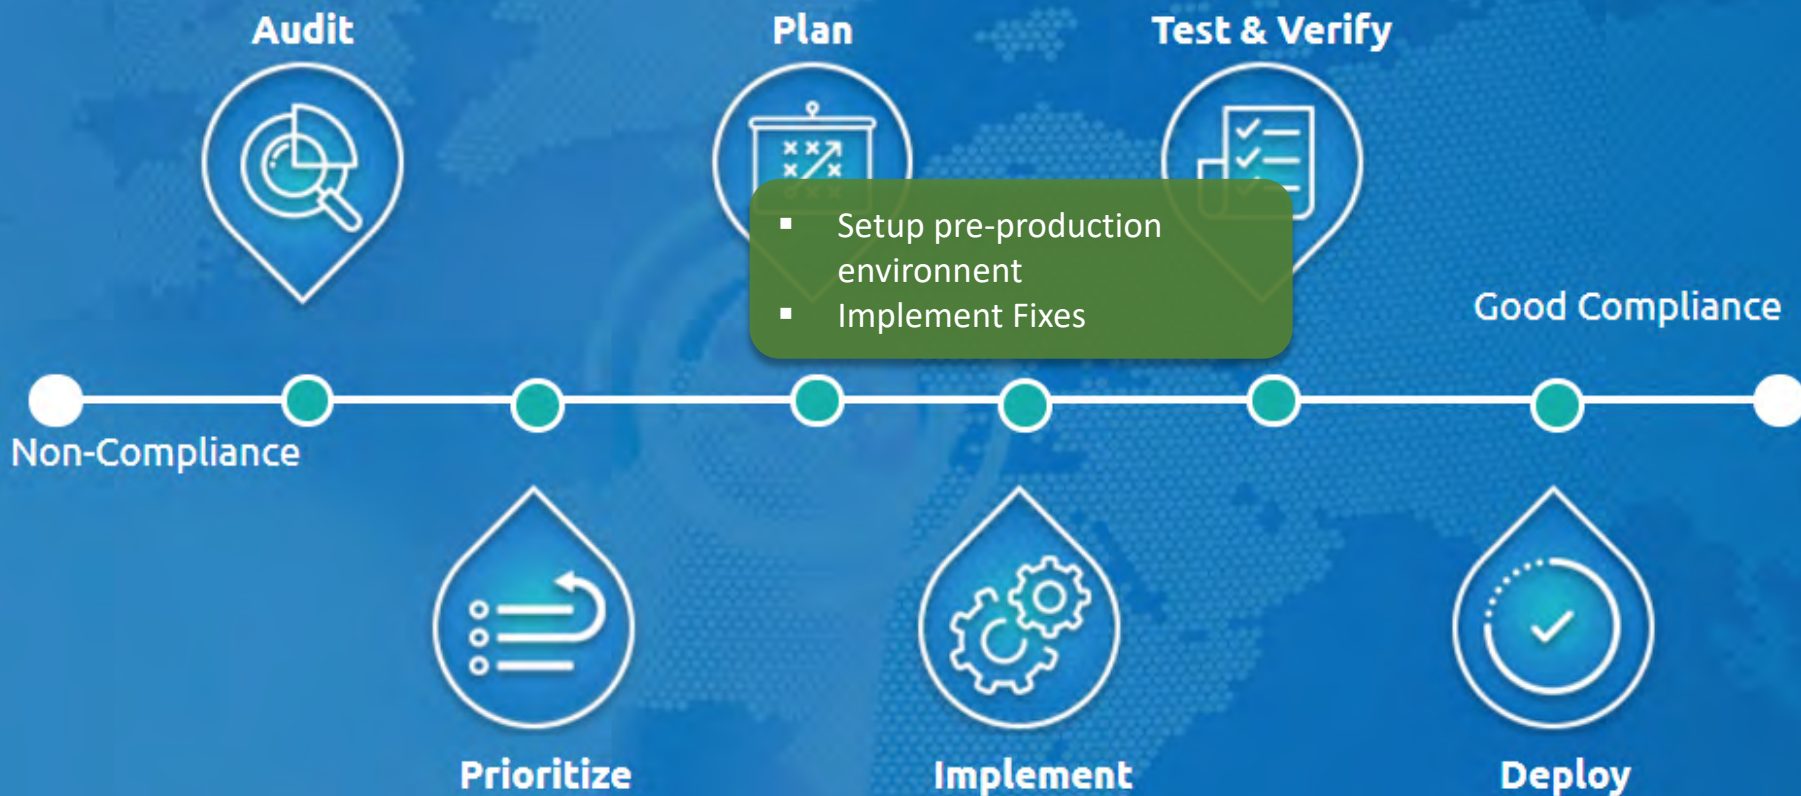 Audit
Plan
Test & Verify
▪ Setup pre-production
environnent
▪ Implement Fixes
Good Compliance
Non-Compliance
Prioritize
Implement
Deploy